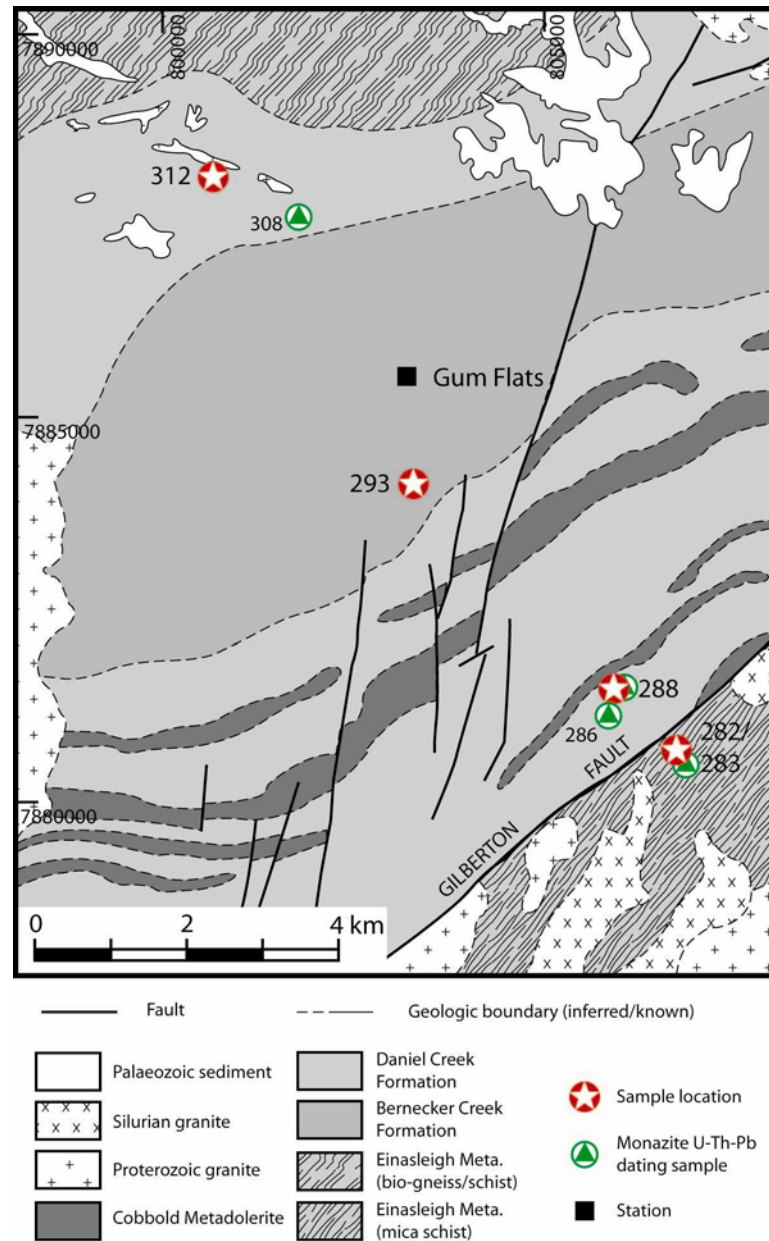 7890000
800000
805000
312
308
Gum Flats
7885000
293
288
286
282/
283
FAULT
7880000
GILBERTON
0 2 4 km
Fault
Geologic boundary (inferred/known)
Palaeozoic sediment
Daniel Creek
Formation
Sample location
Silurian granite
Bernecker Creek
Formation
Monazite U-Th-Pb
dating sample
Proterozoic granite
Einasleigh Meta.
(bio-gneiss/schist)
Station
Cobbold Metadolerite
Einasleigh Meta.
(mica schist)